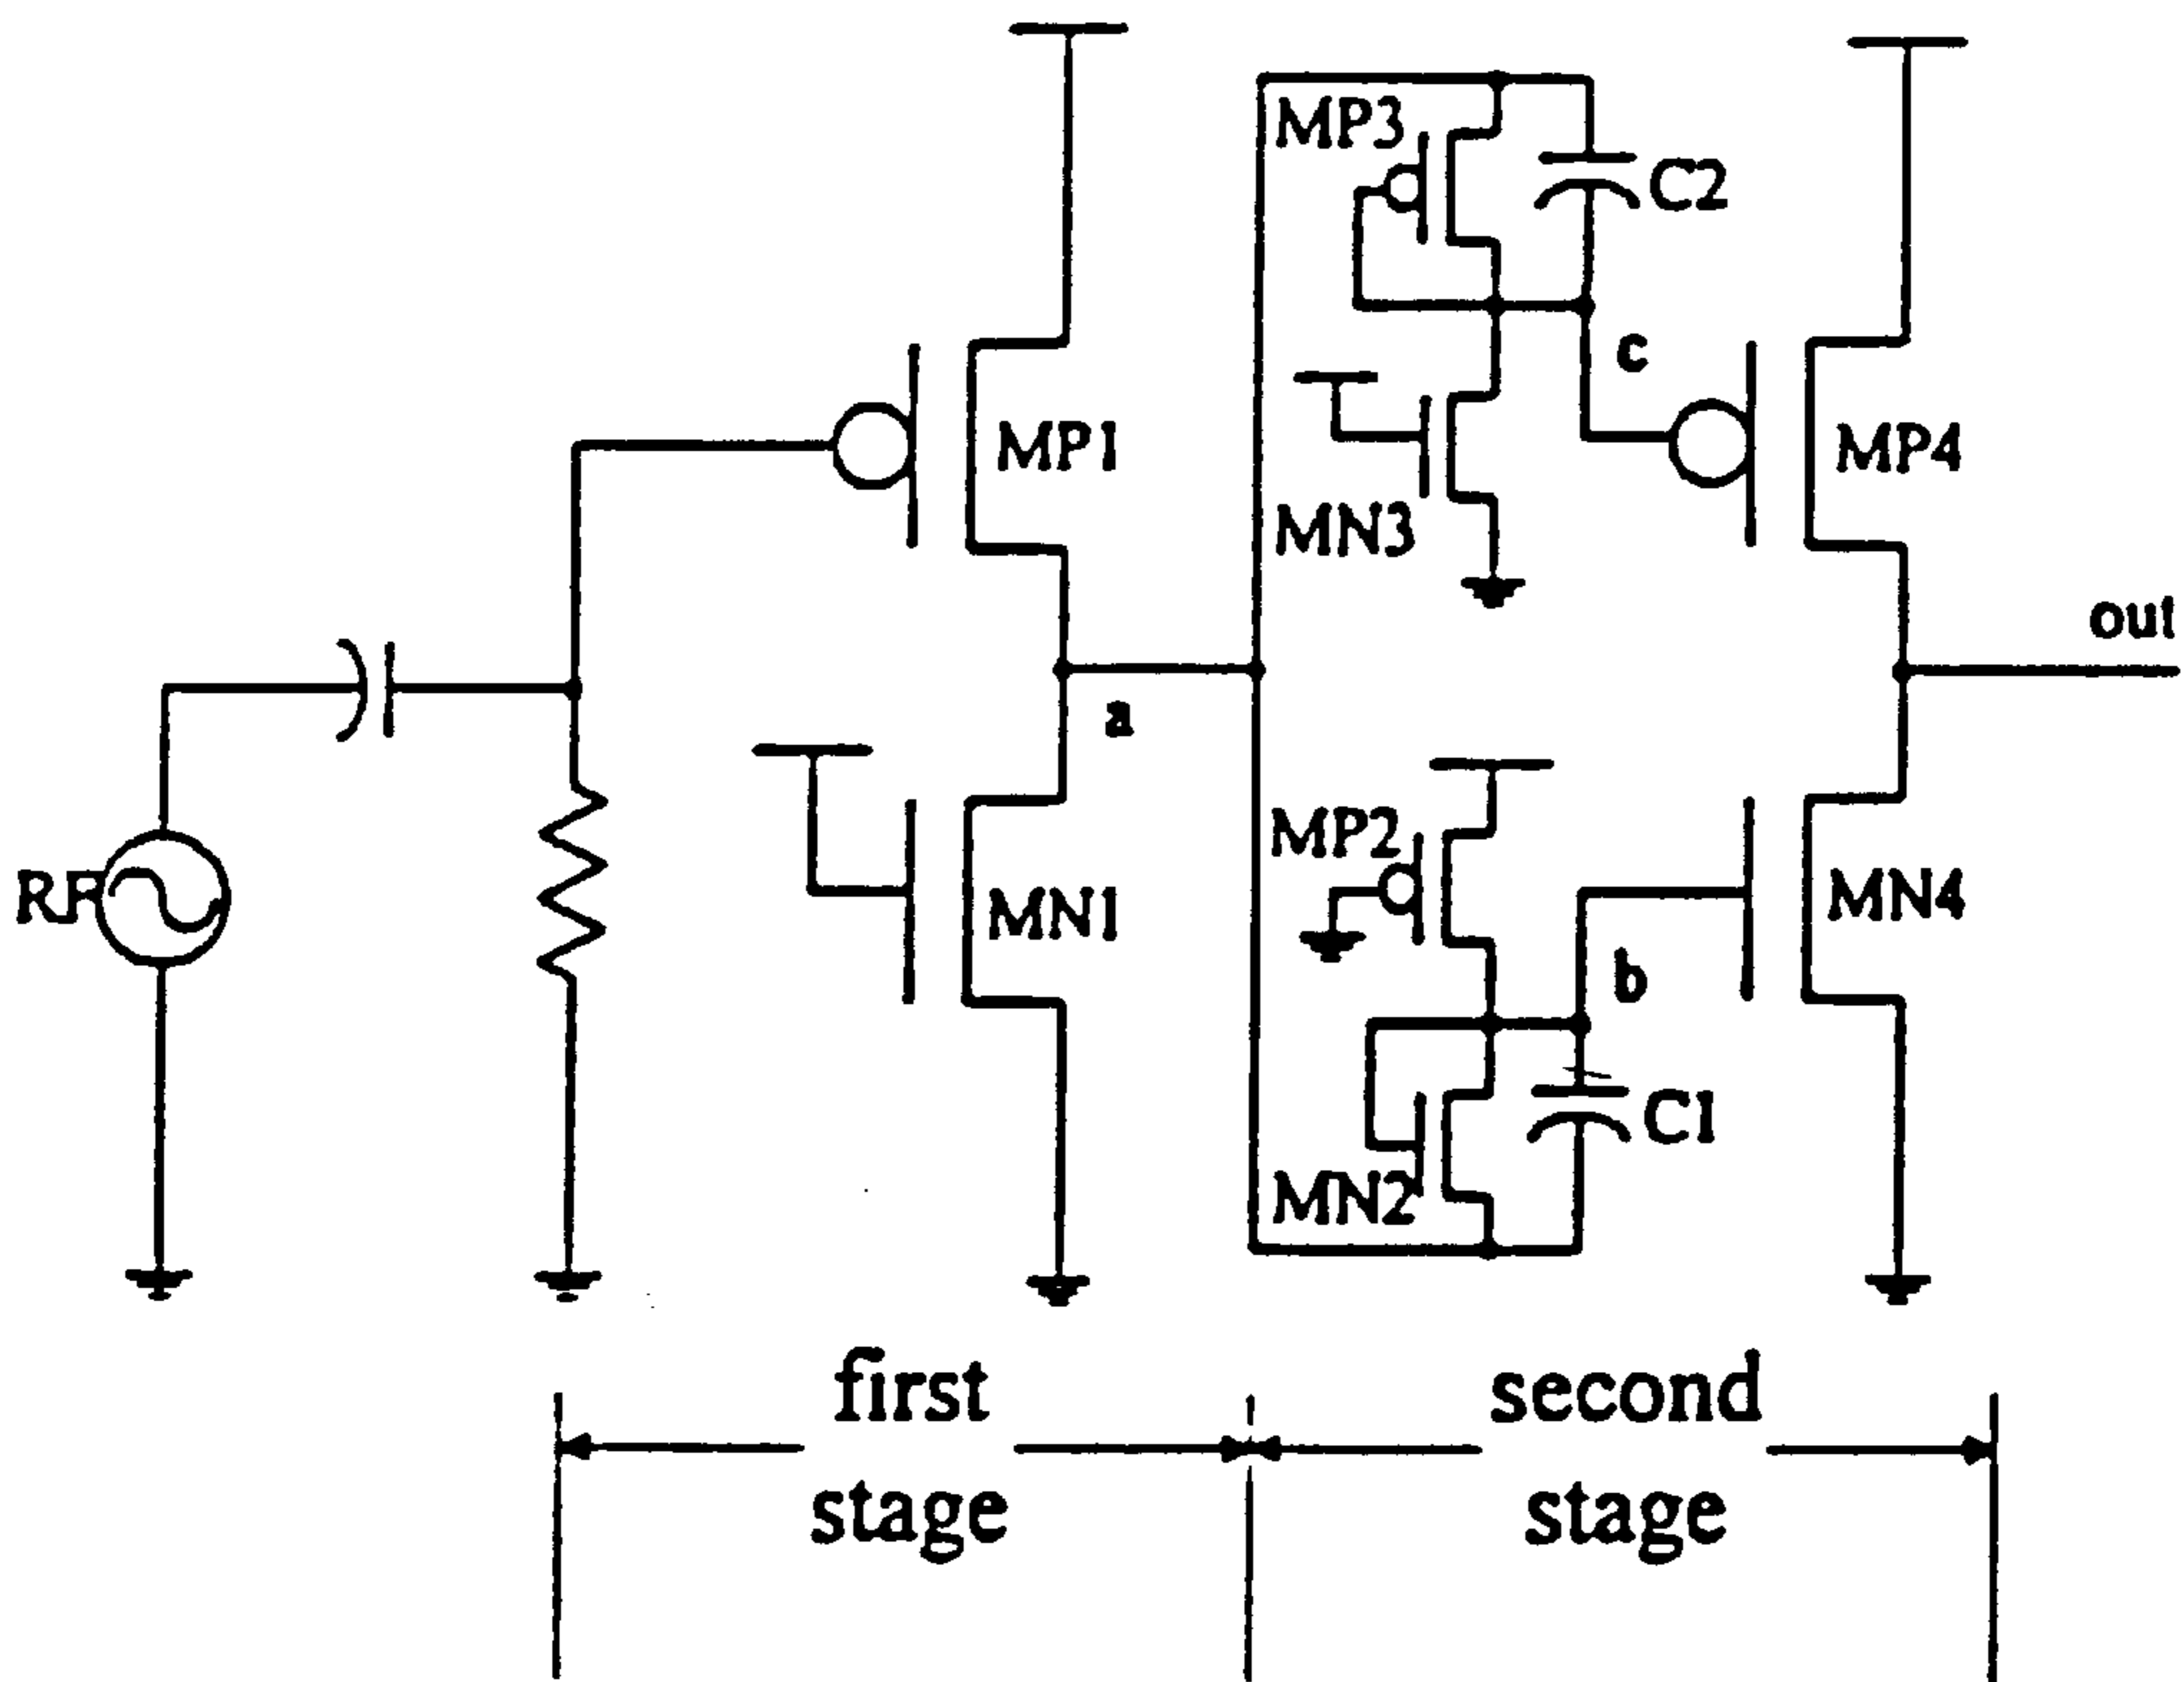 MP3
C2
c
MP1
MP4
MN3
out
a
MP2
RF
MN1
MN4
b
C1
MN2
first
stage
second
stage